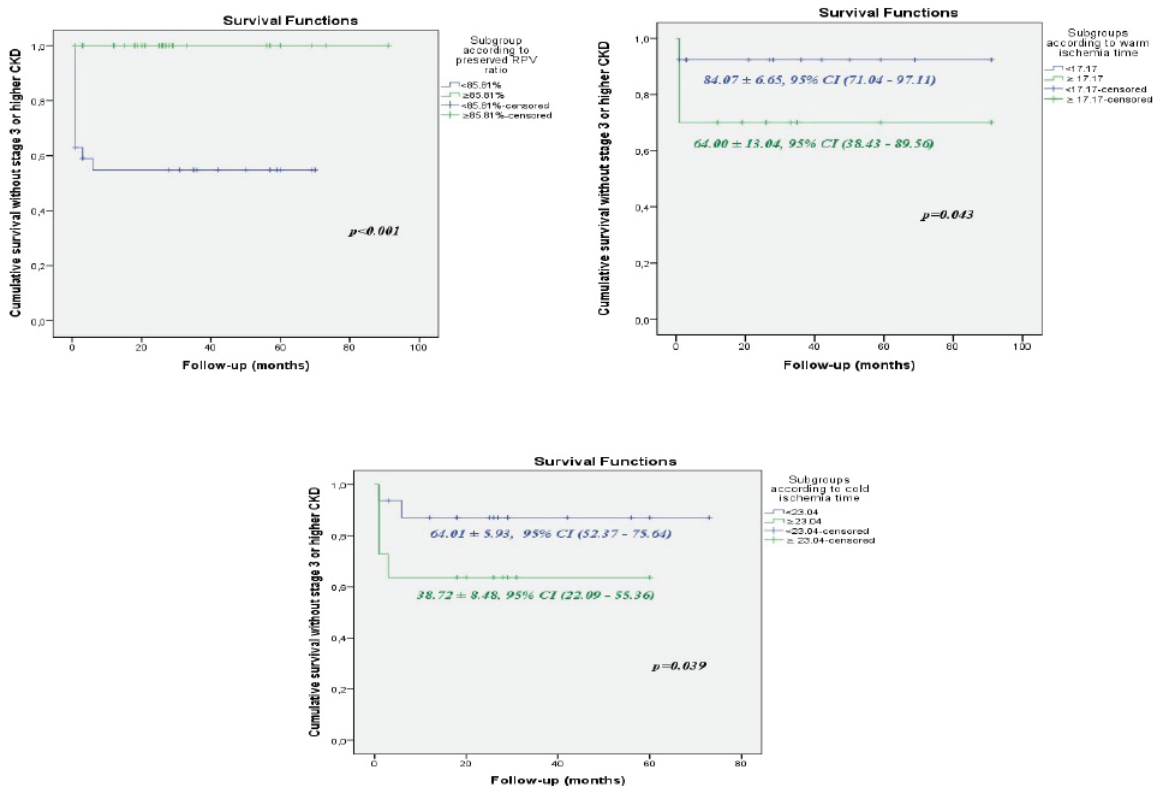 Survival Functions
Cumulative survival without stage 3 or higher CKD
1,0
0,8
0,6
0,4
0,2
0,0
0
20
40
60
80
100
Follow-up (months)
p<0.001
Subgroup
according to
preserved RPV
ratio
<85.81%
≥85.81%
<85.81%-censored
≥85.81%-censored
Survival Functions
Cumulative survival without stage 3 or higher CKD
1,0
0,8
0,6
0,4
0,2
0,0
0
20
40
60
80
100
Follow-up (months)
84.07 ± 6.65, 95% CI (71.04 - 97.11)
64.00 ± 13.04, 95% CI (38.43 - 89.56)
p=0.043
Subgroups
according to warm
ischemia time
<17.17
≥ 17.17
<17.17-censored
≥ 17.17-censored
Survival Functions
Cumulative survival without stage 3 or higher CKD
1,0
0,8
0,6
0,4
0,2
0,0
0
20
40
60
80
Follow-up (months)
64.01 ± 5.93, 95% CI (52.37 - 75.64)
38.72 ± 8.48, 95% CI (22.09 - 55.36)
p=0.039
Subgroups
according to cold
ischemia time
<23.04
≥23.04
<23.04-censored
≥ 23.04-censored